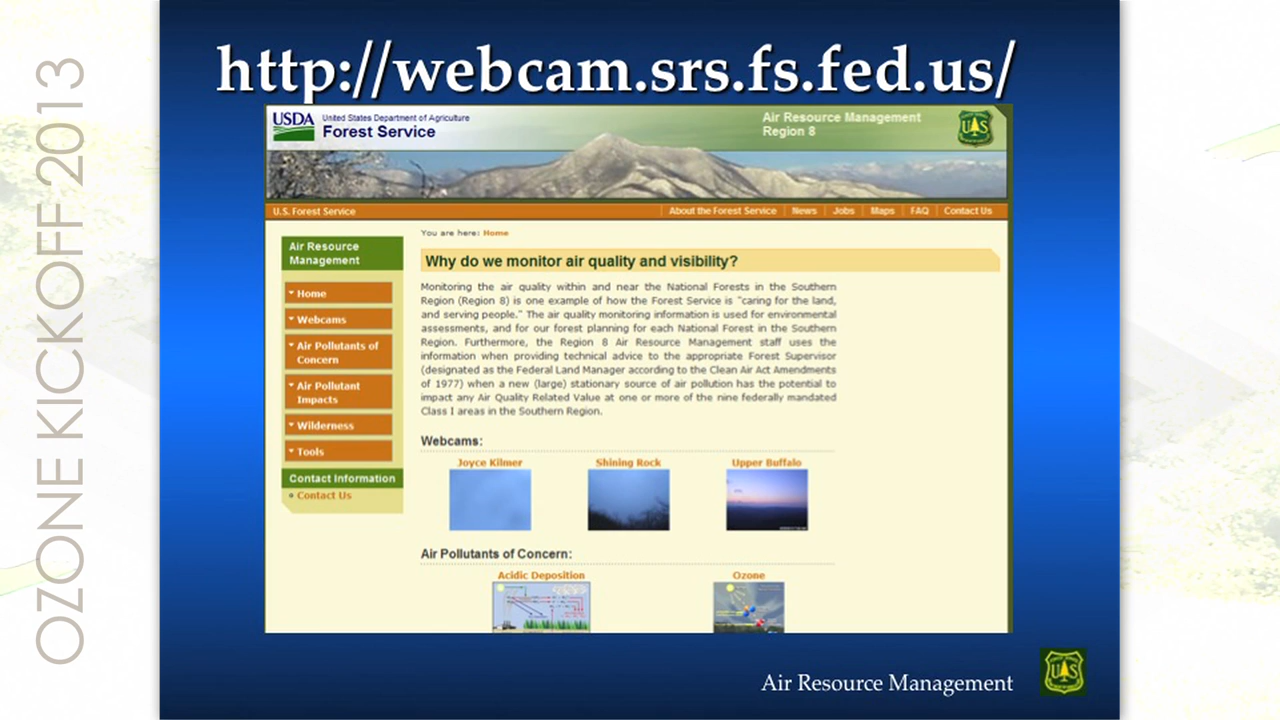 OZONE KICKOFF 2013
http://webcam.srs.fs.fed.us/
USDA
United States Department of Agriculture
Forest Service
Air Resource Management
Region 8
U.S. Forest Service
About the Forest Service | News | Jobs | Maps | FAQ | Contact Us
You are here: Home
Air Resource
Management
Home
Webcams
Air Pollutants of
Concern
Air Pollutant
Impacts
Wilderness
Tools
Contact Information
Contact Us
Why do we monitor air quality and visibility?
Monitoring the air quality within and near the National Forests in the Southern
Region (Region 8) is one example of how the Forest Service is "caring for the land,
and serving people." The air quality monitoring information is used for environmental
assessments, and for our forest planning for each National Forest in the Southern
Region. Furthermore, the Region 8 Air Resource Management staff uses the
information when providing technical advice to the appropriate Forest Supervisor
(designated as the Federal Land Manager according to the Clean Air Act Amendments
of 1977) when a new (large) stationary source of air pollution has the potential to
impact any Air Quality Related Value at one or more of the nine federally mandated
Class I areas in the Southern Region.
Webcams:
Joyce Kilmer
Shining Rock
Upper Buffalo
Air Pollutants of Concern:
Acidic Deposition
Ozone
Air Resource Management
U S